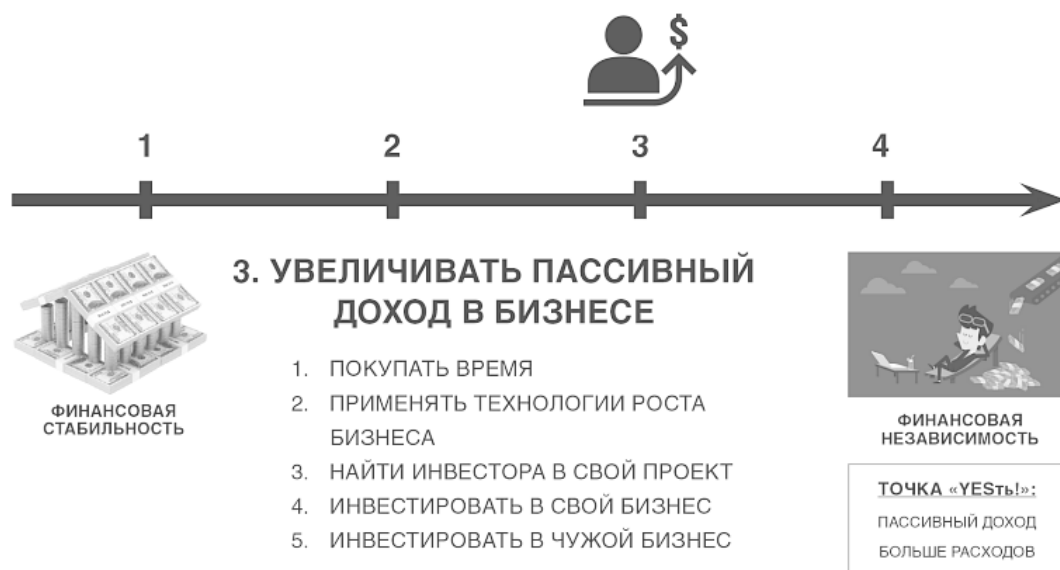 $
1
2
3
4
3. УВЕЛИЧИВАТЬ ПАССИВНЫЙ
ДОХОД В БИЗНЕСЕ
1. ПОКУПАТЬ ВРЕМЯ
2. ПРИМЕНЯТЬ ТЕХНОЛОГИИ РОСТА
БИЗНЕСА
3. НАЙТИ ИНВЕСТОРА В СВОЙ ПРОЕКТ
4. ИНВЕСТИРОВАТЬ В СВОЙ БИЗНЕС
5. ИНВЕСТИРОВАТЬ В ЧУЖОЙ БИЗНЕС
ФИНАНСОВАЯ
СТАБИЛЬНОСТЬ
ФИНАНСОВАЯ
НЕЗАВИСИМОСТЬ
ТОЧКА «YESть!»:
ПАССИВНЫЙ ДОХОД
БОЛЬШЕ РАСХОДОВ